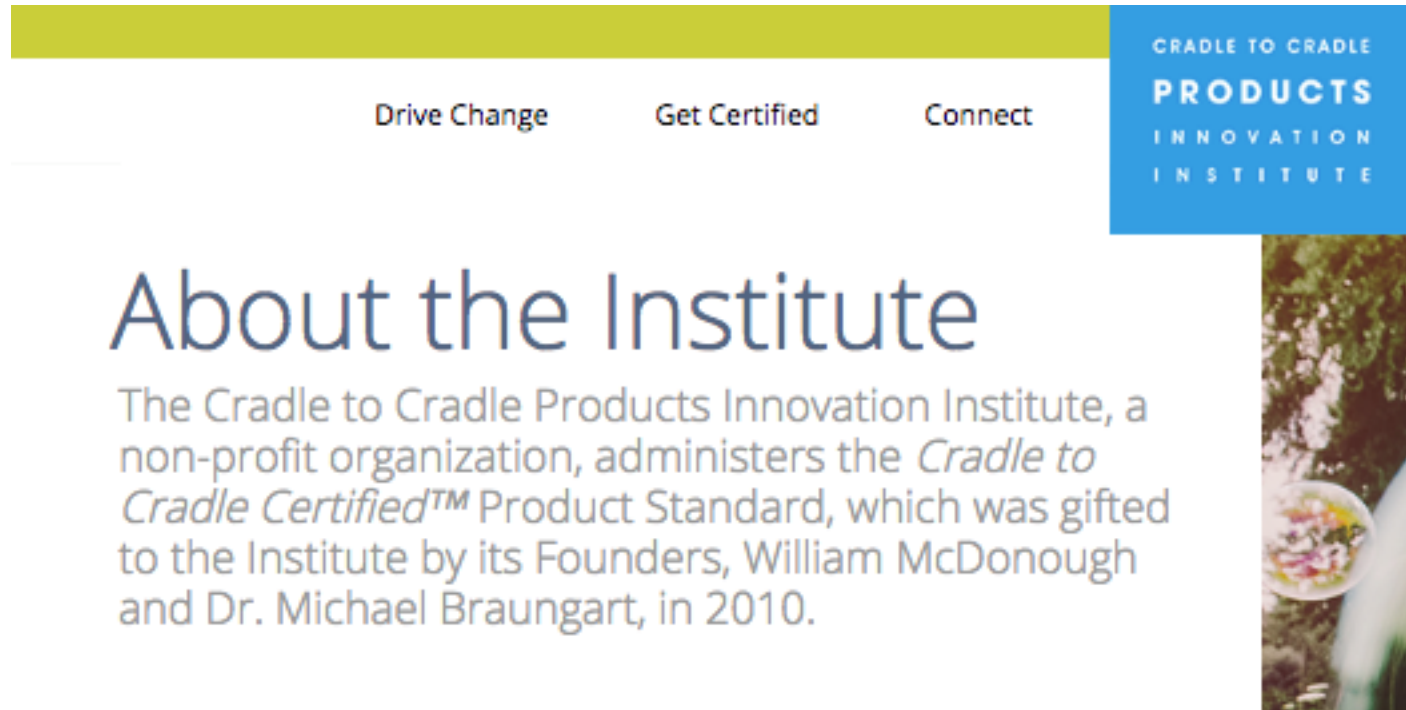 CRADLE TO CRADLE
PRODUCTS
INNOVATION
INSTITUTE
Drive Change
Get Certified
Connect
About the Institute
The Cradle to Cradle Products Innovation Institute, a
non-profit organization, administers the Cradle to
Cradle Certified™ Product Standard, which was gifted
to the Institute by its Founders, William McDonough
and Dr. Michael Braungart, in 2010.